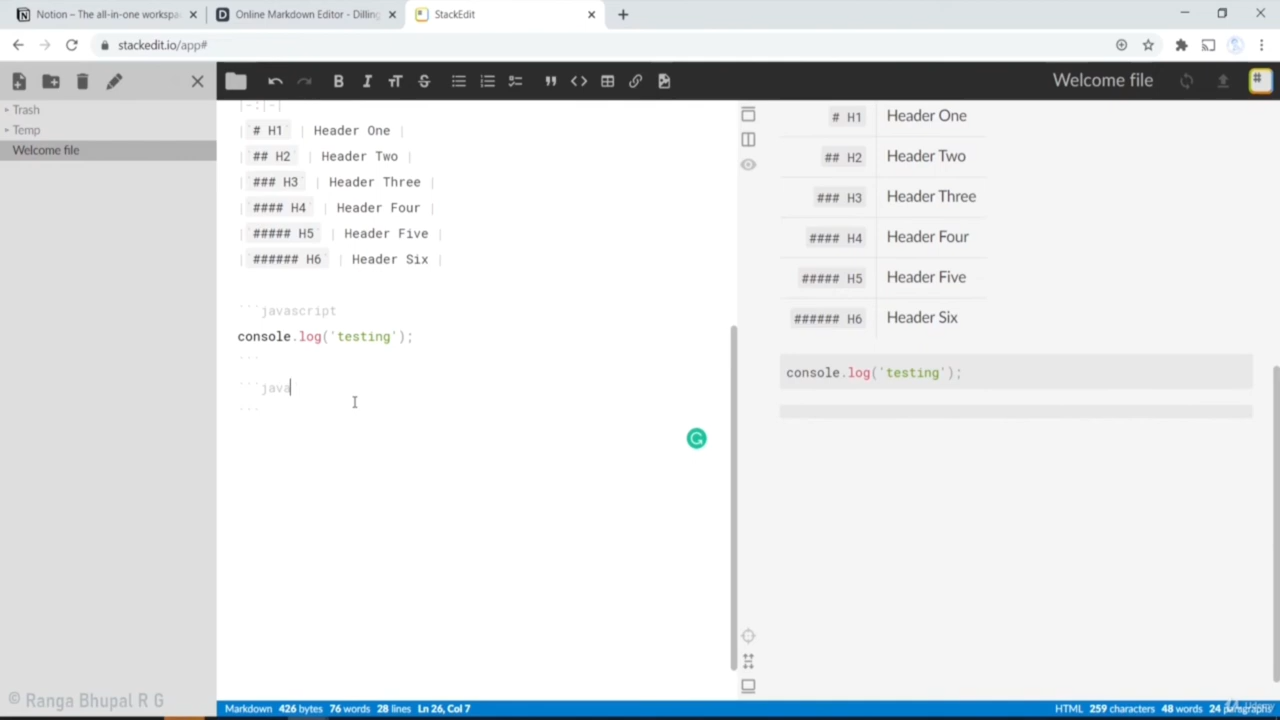 Notion – The all-in-one workspa
Online Markdown Editor - Dilling
StackEdit
stackedit.io/app#
Welcome file
Trash
Temp
Welcome file
|-:|-|
| `# H1` | Header One |
| `## H2` | Header Two |
| `### H3` | Header Three |
| `#### H4` | Header Four |
| `##### H5` | Header Five |
| `###### H6` | Header Six |
```javascript
console.log('testing');
```
```java
```
# H1 Header One
## H2 Header Two
### H3 Header Three
#### H4 Header Four
##### H5 Header Five
###### H6 Header Six
console.log('testing');
© Ranga Bhupal R G
Markdown 426 bytes 76 words 28 lines Ln 26, Col 7
HTML 259 characters 48 words 24 paragraphs
Udemy